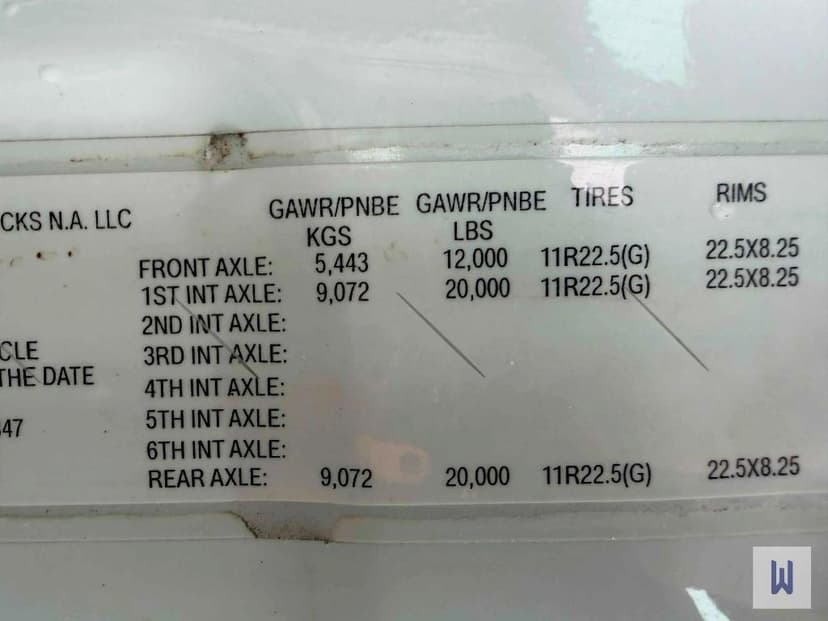 CKS N.A. LLC
GAWR/PNBE GAWR/PNBE TIRES RIMS
KGS LBS
FRONT AXLE: 5,443 12,000 11R22.5(G) 22.5X8.25
1ST INT AXLE: 9,072 20,000 11R22.5(G) 22.5X8.25
2ND INT AXLE:
CLE 3RD INT AXLE:
THE DATE 4TH INT AXLE:
5TH INT AXLE:
47 6TH INT AXLE:
REAR AXLE: 9,072 20,000 11R22.5(G) 22.5X8.25
W